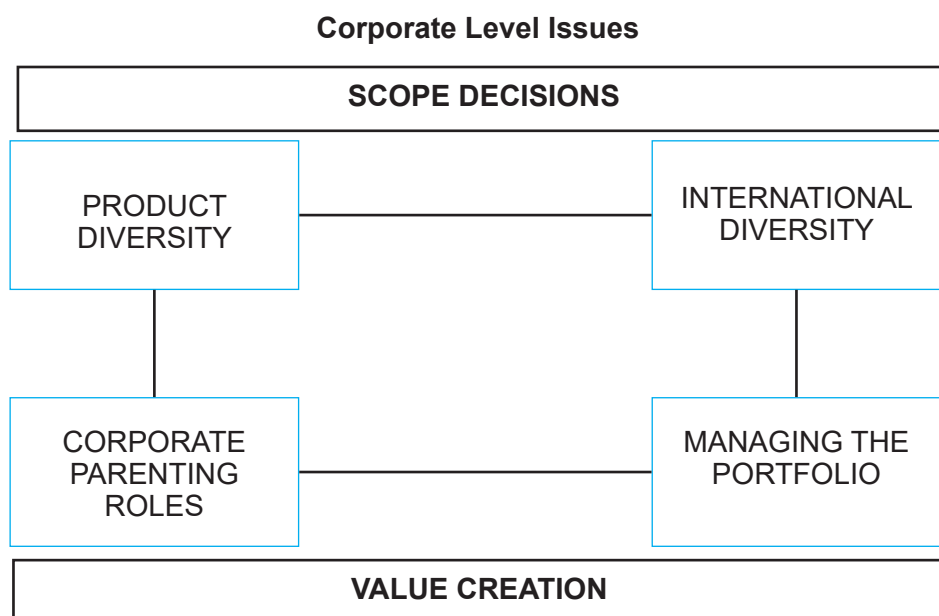 Corporate Level Issues
SCOPE DECISIONS
PRODUCT
DIVERSITY
INTERNATIONAL
DIVERSITY
CORPORATE
PARENTING
ROLES
MANAGING THE
PORTFOLIO
VALUE CREATION